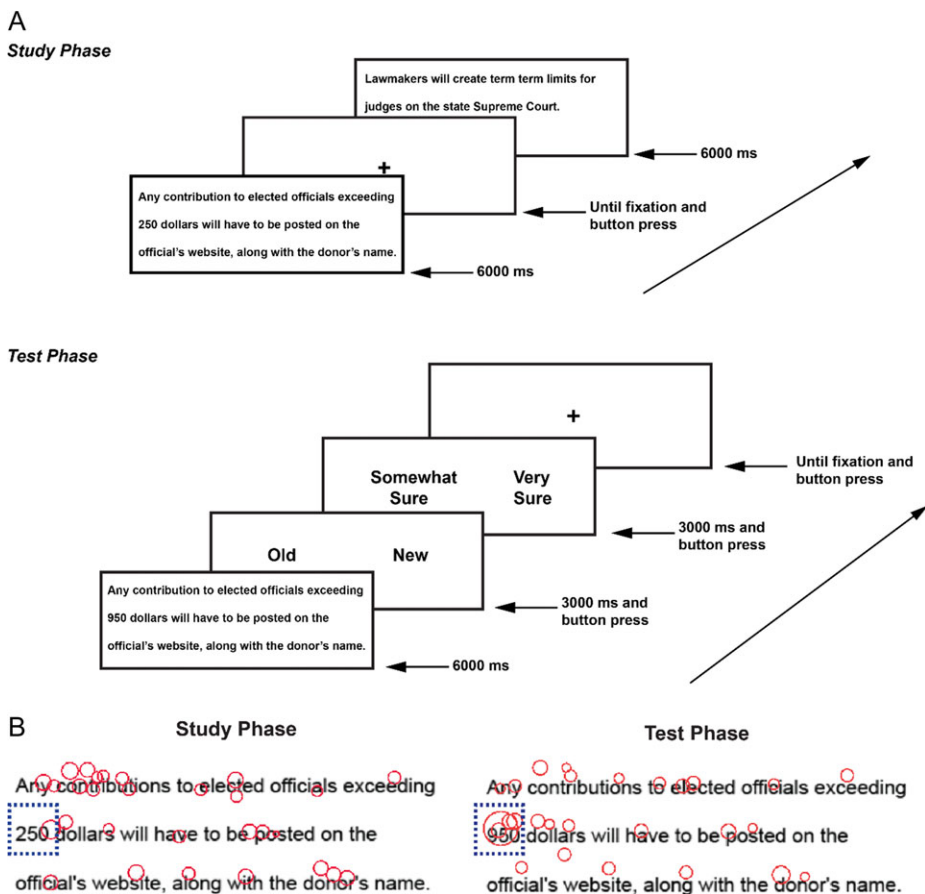 A
Study Phase
Lawmakers will create term term limits for
judges on the state Supreme Court.
6000 ms
+
Until fixation and
button press
Any contribution to elected officials exceeding
250 dollars will have to be posted on the
official's website, along with the donor's name.
6000 ms
Test Phase
+
Until fixation and
button press
Somewhat Very
Sure Sure
3000 ms and
button press
Old New
3000 ms and
button press
Any contribution to elected officials exceeding
950 dollars will have to be posted on the
official's website, along with the donor's name.
6000 ms
B
Study Phase
Any contributions to elected officials exceeding
250 dollars will have to be posted on the
official's website, along with the donor's name.
Test Phase
Any contributions to elected officials exceeding
950 dollars will have to be posted on the
official's website, along with the donor's name.